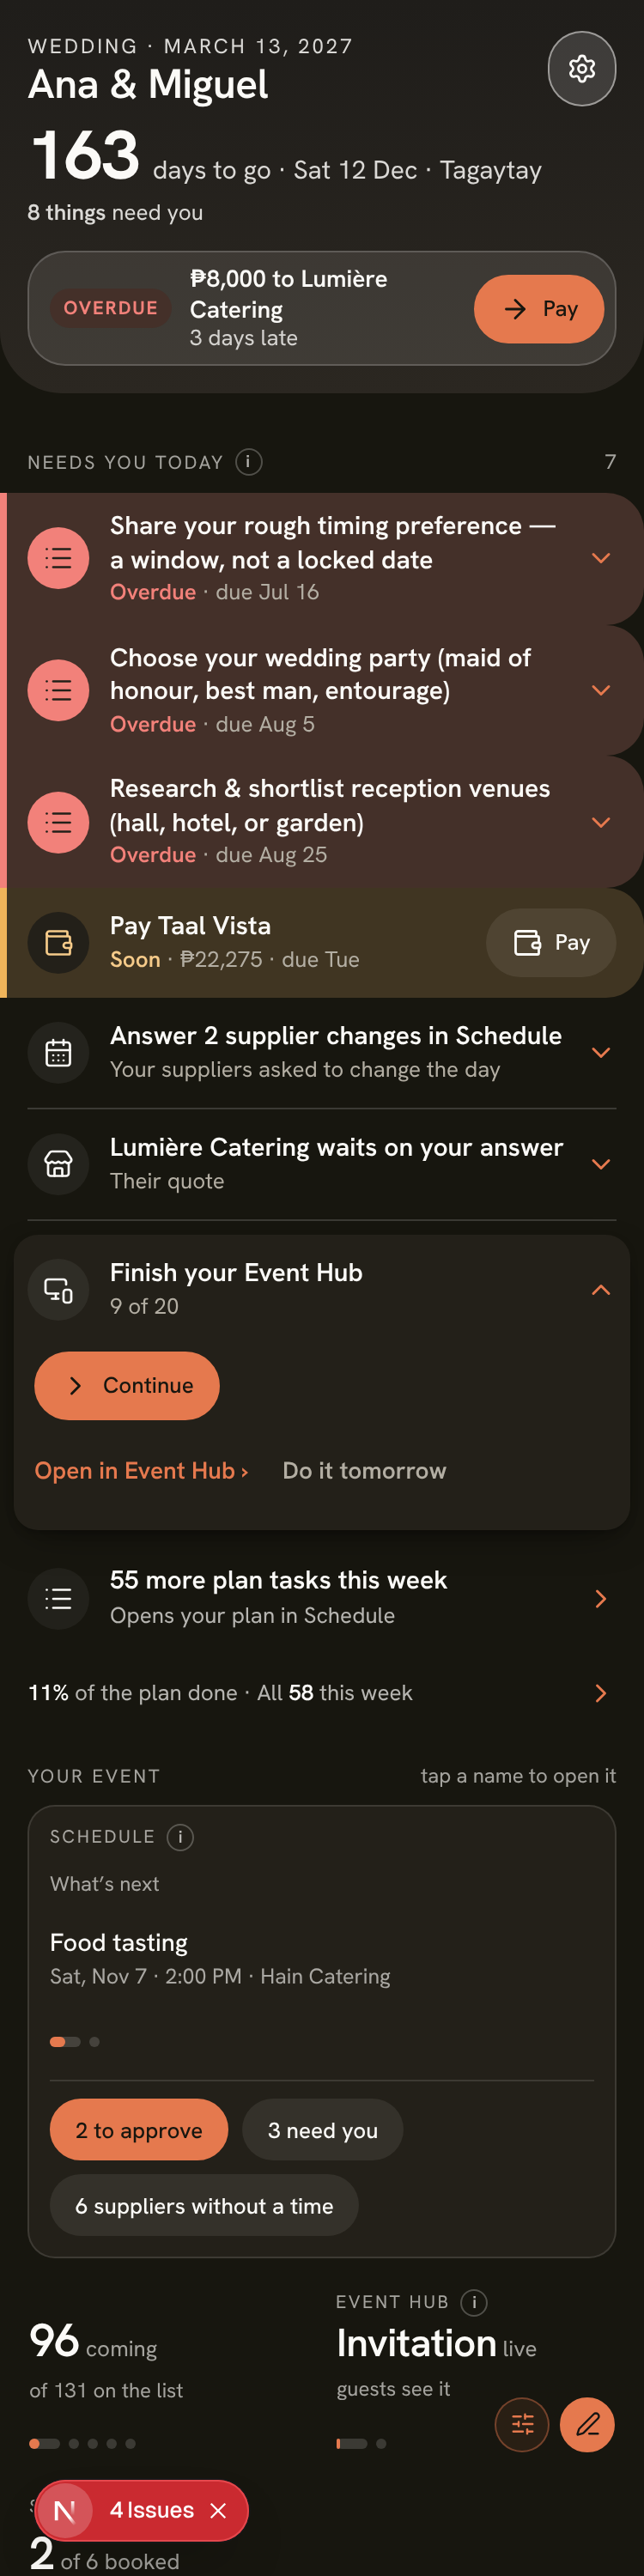 WEDDING · MARCH 13, 2027
Ana & Miguel
163 days to go · Sat 12 Dec · Tagaytay
8 things need you
OVERDUE
₱8,000 to Lumière
Catering
3 days late
Pay
NEEDS YOU TODAY i
7
Share your rough timing preference —
a window, not a locked date
Overdue · due Jul 16
Choose your wedding party (maid of
honour, best man, entourage)
Overdue · due Aug 5
Research & shortlist reception venues
(hall, hotel, or garden)
Overdue · due Aug 25
Pay Taal Vista
Soon · ₱22,275 · due Tue
Pay
Answer 2 supplier changes in Schedule
Your suppliers asked to change the day
Lumière Catering waits on your answer
Their quote
Finish your Event Hub
9 of 20
Continue
Open in Event Hub ›
Do it tomorrow
55 more plan tasks this week
Opens your plan in Schedule
11% of the plan done · All 58 this week
YOUR EVENT
tap a name to open it
SCHEDULE i
What’s next
Food tasting
Sat, Nov 7 · 2:00 PM · Hain Catering
2 to approve
3 need you
6 suppliers without a time
96 coming
of 131 on the list
EVENT HUB i
Invitation live
guests see it
N 4 Issues
2 of 6 booked